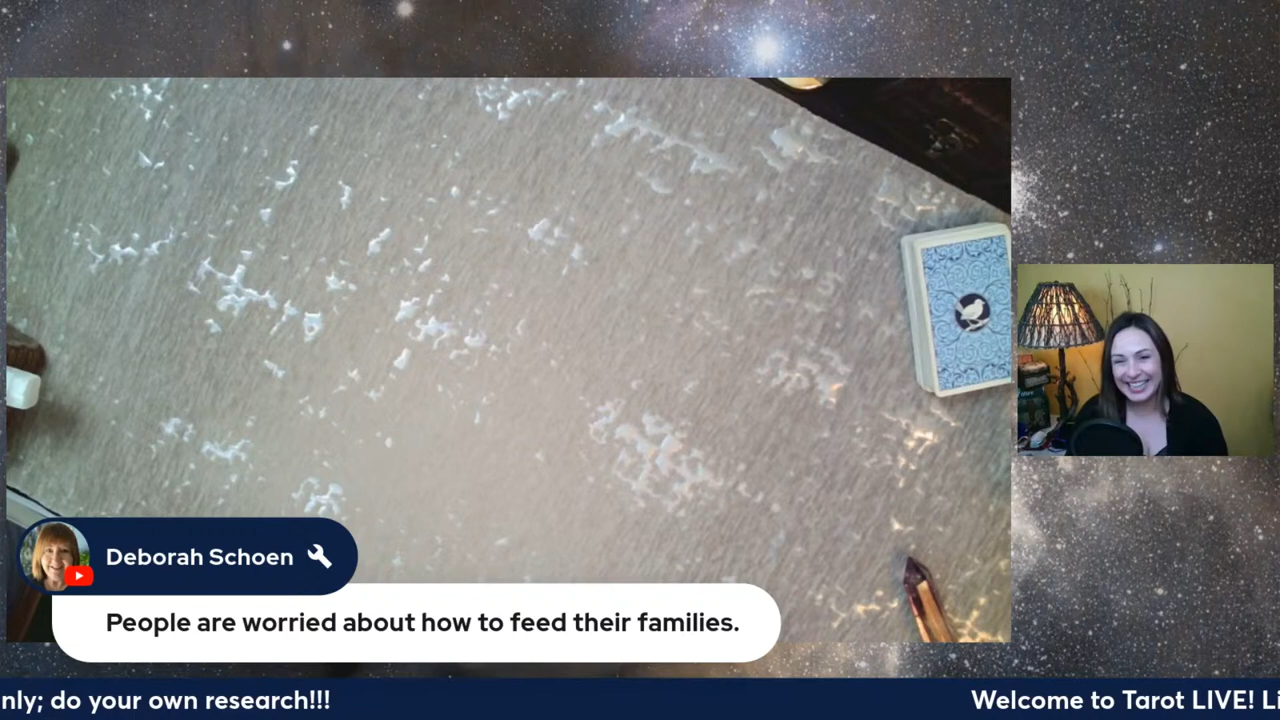 Deborah Schoen
People are worried about how to feed their families.
nly; do your own research!!! Welcome to Tarot LIVE! Li